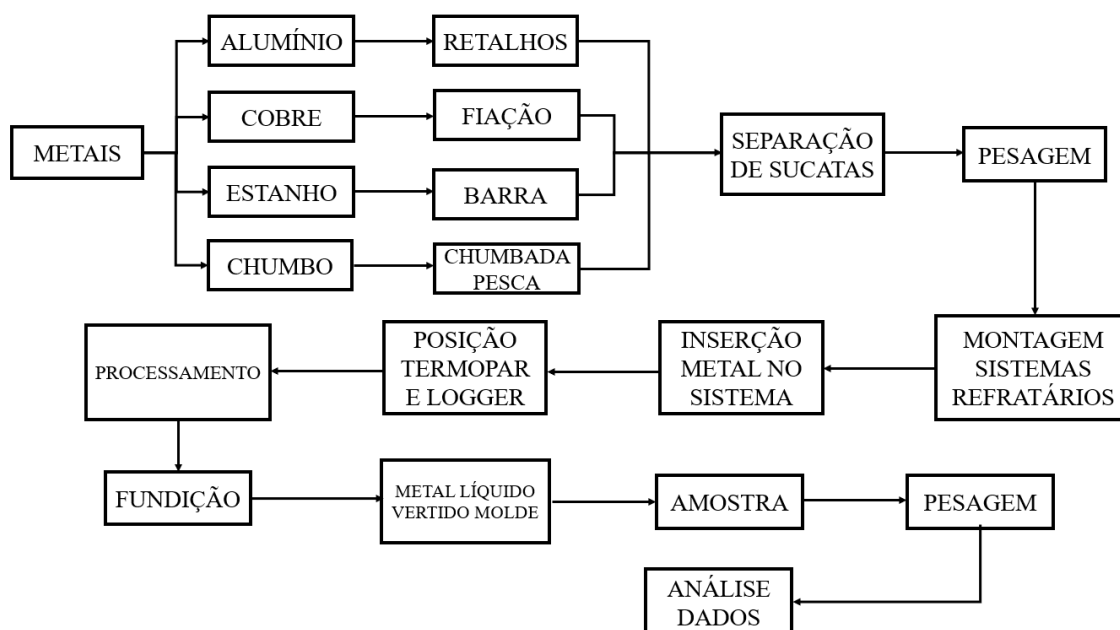 METAIS
ALUMÍNIO
RETALHOS
COBRE
FIAÇÃO
ESTANHO
BARRA
CHUMBO
CHUMBADA
PESCA
SEPARAÇÃO
DE SUCATAS
PESAGEM
MONTAGEM
SISTEMAS
REFRATÁRIOS
INSERÇÃO
METAL NO
SISTEMA
POSIÇÃO
TERMOPAR
E LOGGER
PROCESSAMENTO
FUNDIÇÃO
METAL LÍQUIDO
VERTIDO MOLDE
AMOSTRA
PESAGEM
ANÁLISE
DADOS